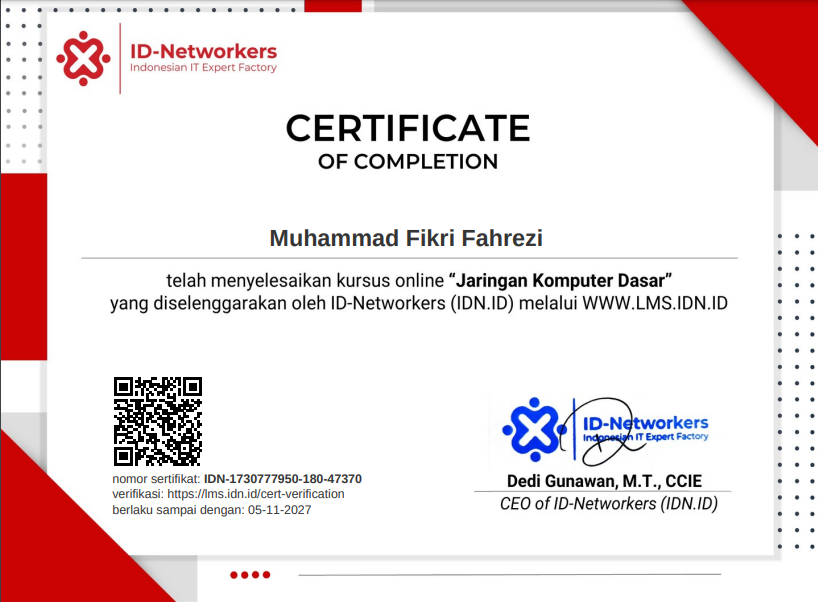 ID-Networkers
Indonesian IT Expert Factory
CERTIFICATE
OF COMPLETION
Muhammad Fikri Fahrezi
telah menyelesaikan kursus online “Jaringan Komputer Dasar”
yang diselenggarakan oleh ID-Networkers (IDN.ID) melalui WWW.LMS.IDN.ID
nomor sertifikat: IDN-1730777950-180-47370
verifikasi: https://lms.idn.id/cert-verification
berlaku sampai dengan: 05-11-2027
ID-Networkers
Indonesian IT Expert Factory
Dedi Gunawan, M.T., CCIE
CEO of ID-Networkers (IDN.ID)